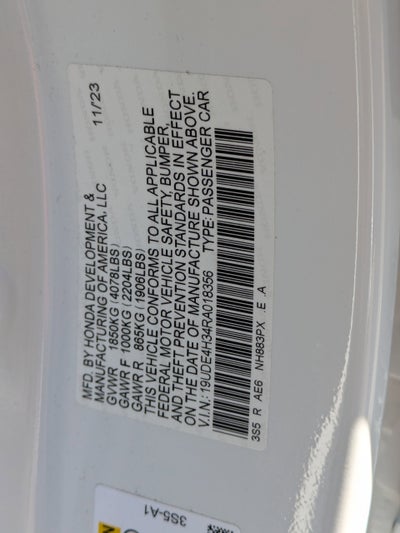 MFD. BY HONDA DEVELOPMENT &
MANUFACTURING OF AMERICA, LLC 11/'23
GVWR 1850KG (4078LBS)
GAWR F 1000KG (2204LBS)
GAWR R 865KG (1906LBS)
THIS VEHICLE CONFORMS TO ALL APPLICABLE
FEDERAL MOTOR VEHICLE SAFETY, BUMPER,
AND THEFT PREVENTION STANDARDS IN EFFECT
ON THE DATE OF MANUFACTURE SHOWN ABOVE.
V.I.N.: 19UDE4H34RA018356 TYPE: PASSENGER CAR
3S5 R AE6 NH883PX .E .A
3S5-A1